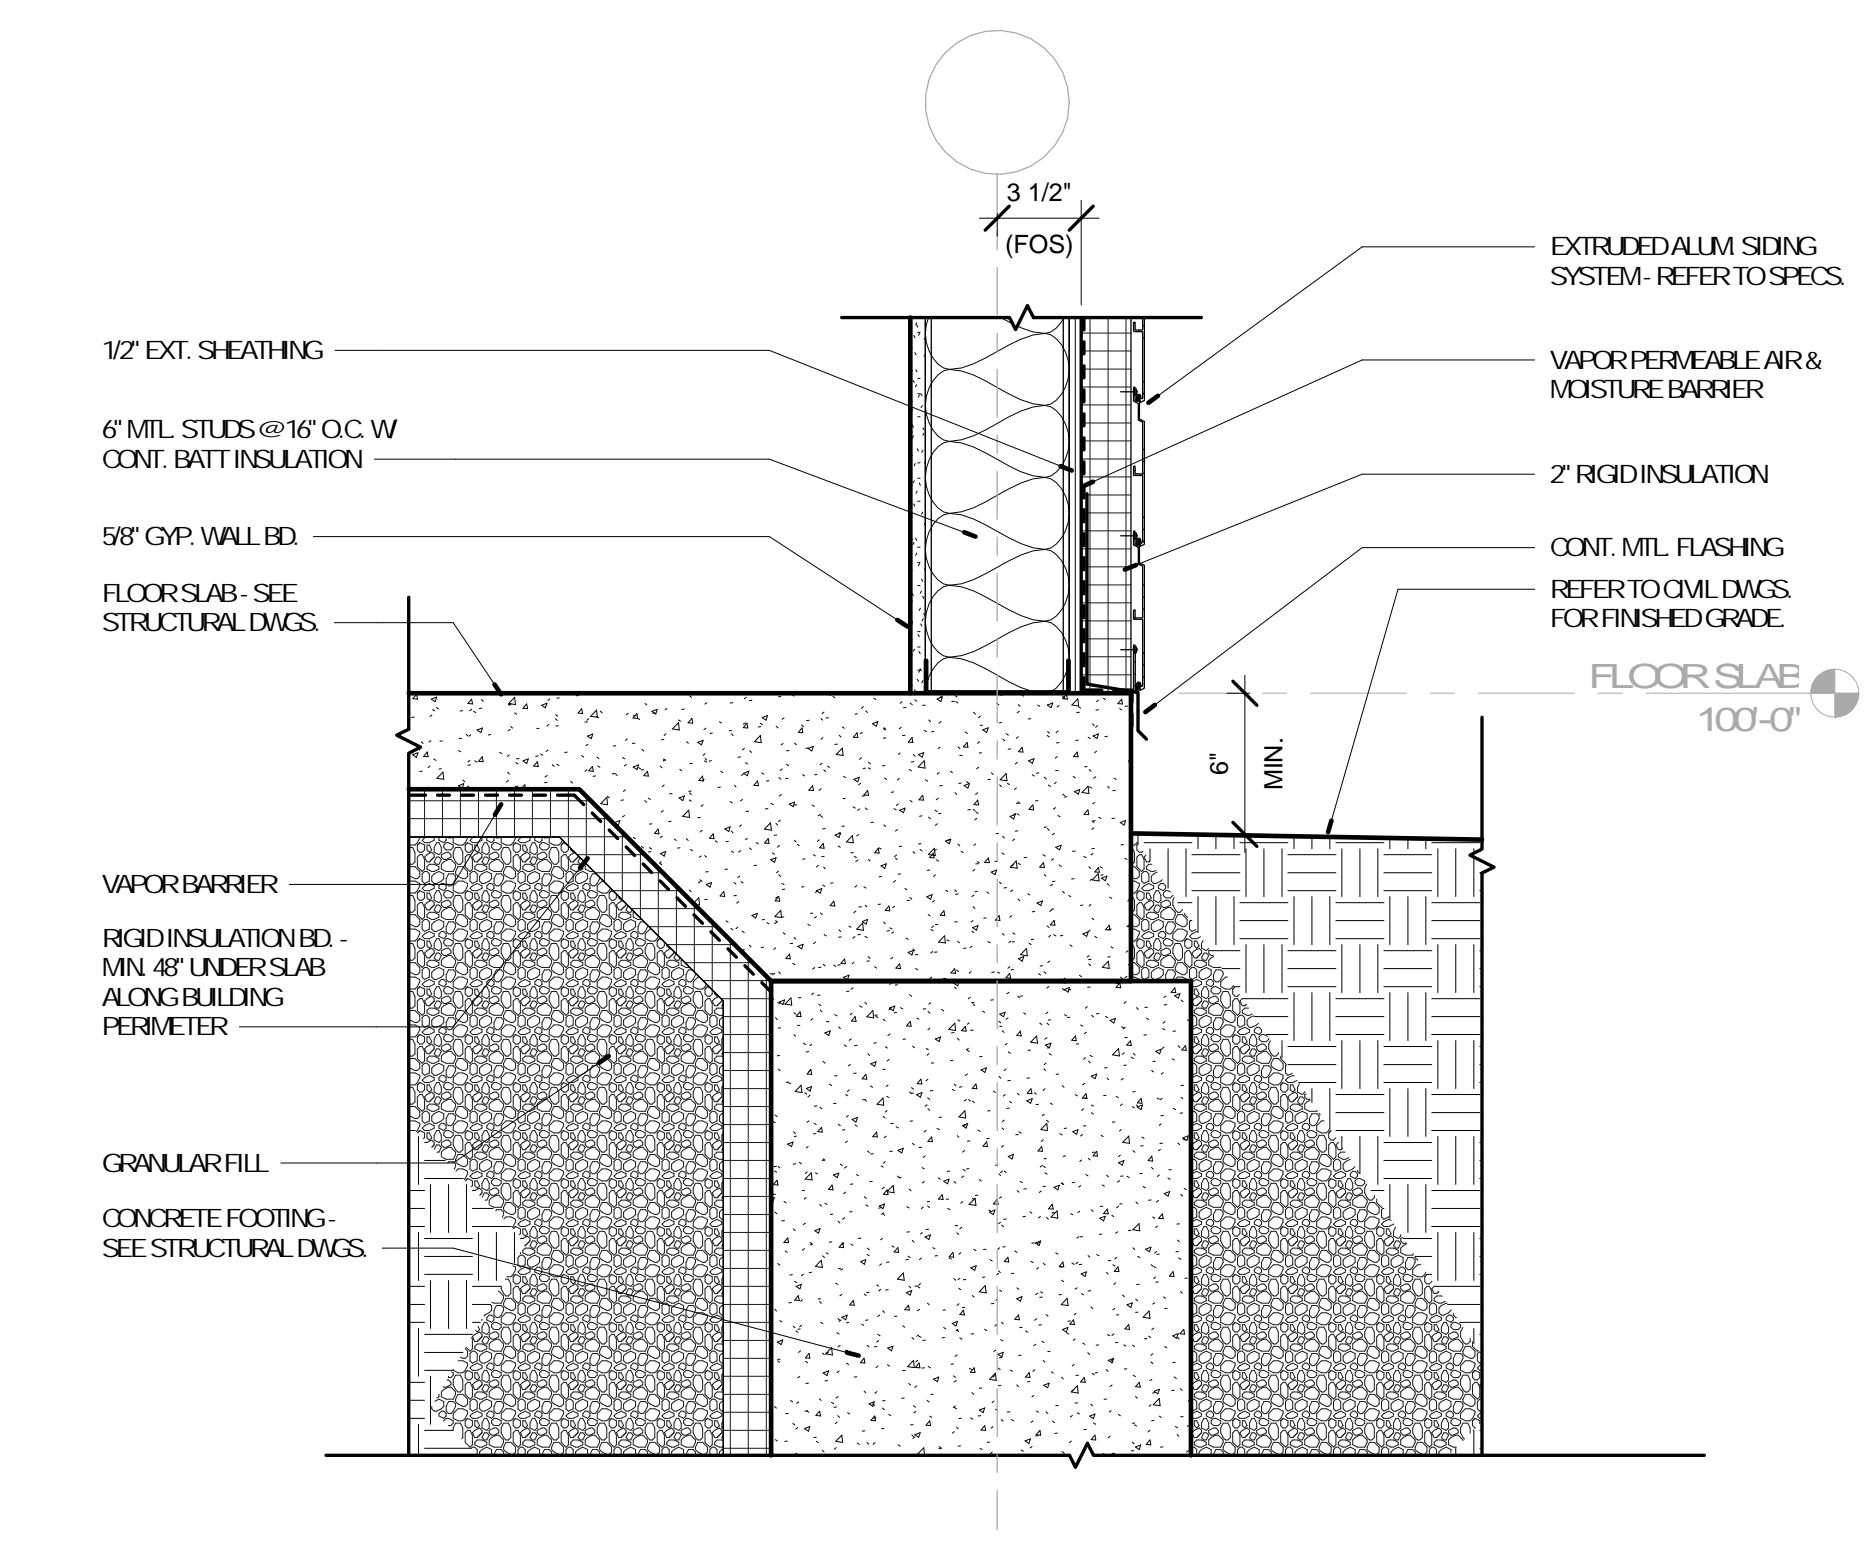 3 1/2"
(FOS)
1/2" EXT. SHEATHING
6" MTL. STUDS @ 16" O.C. W/
CONT. BATT INSULATION
5/8" GYP. WALL BD.
FLOOR SLAB - SEE
STRUCTURAL DWGS.
VAPOR BARRIER
RIGID INSULATION BD. -
MIN. 48" UNDER SLAB
ALONG BUILDING
PERIMETER
GRANULAR FILL
CONCRETE FOOTING -
SEE STRUCTURAL DWGS.
EXTRUDED ALUM. SIDING
SYSTEM - REFER TO SPECS.
VAPOR PERMEABLE AIR &
MOISTURE BARRIER
2" RIGID INSULATION
CONT. MTL. FLASHING
REFER TO CIVIL DWGS.
FOR FINISHED GRADE.
FLOOR SLAB
100'-0"
6"
MIN.